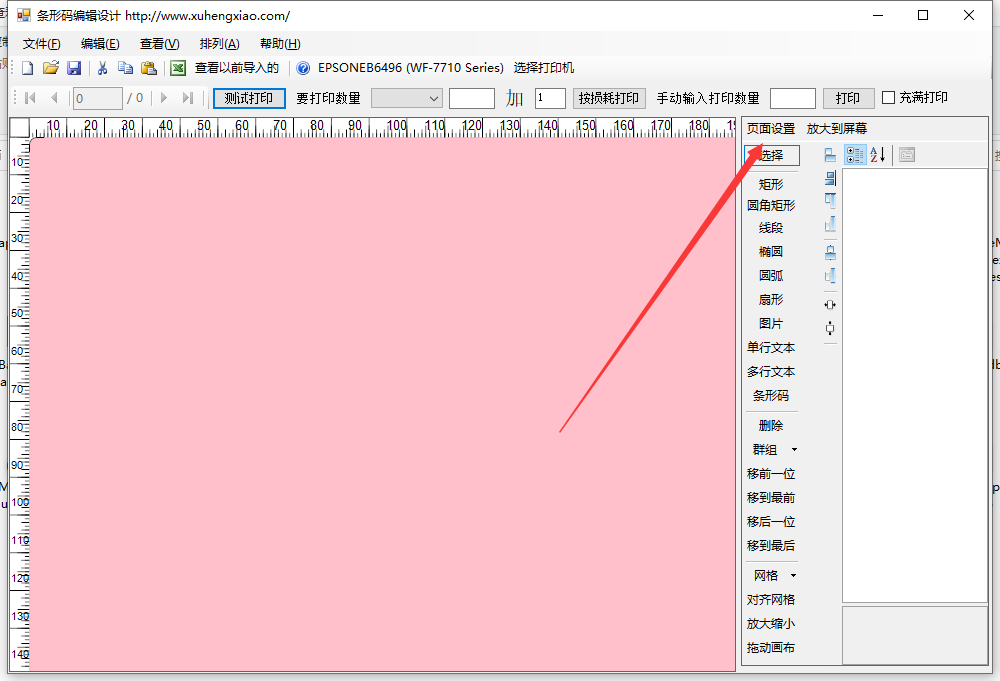 条形码编辑设计 http://www.xuhengxiao.com/
文件(F) 编辑(E) 查看(V) 排列(A) 帮助(H)
查看以前导入的 EPSONEB6496 (WF-7710 Series) 选择打印机
0 / 0 测试打印 要打印数量 加 1 按损耗打印 手动输入打印数量 打印 充满打印
10 20 30 40 50 60 70 80 90 100 110 120 130 140 150 160 170 180 19
页面设置 放大到屏幕
选择
矩形
圆角矩形
线段
椭圆
圆弧
扇形
图片
单行文本
多行文本
条形码
删除
群组
移前一位
移到最前
移后一位
移到最后
网格
对齐网格
放大缩小
拖动画布
10
20
30
40
50
60
70
80
90
100
110
120
130
140